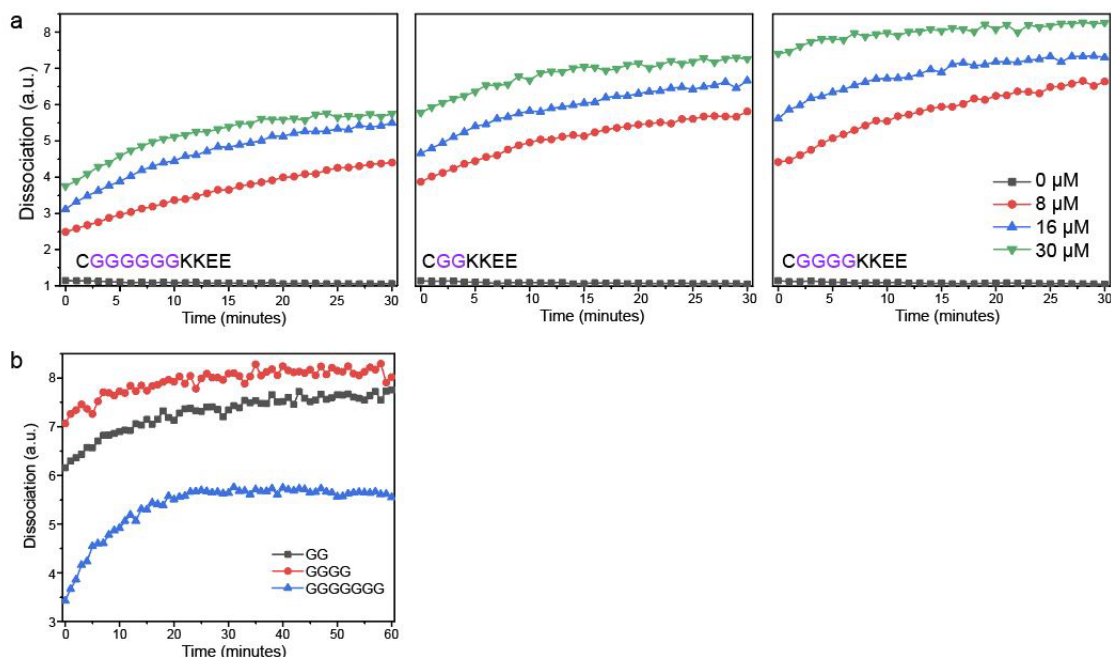 a
Dissociation (a.u.)
8
7
6
5
4
3
2
1
CGGGGGGKKEE
0 5 10 15 20 25 30
Time (minutes)
CGGKKEE
0 5 10 15 20 25 30
Time (minutes)
CGGGGKKEE
0 μM
8 μM
16 μM
30 μM
0 5 10 15 20 25 30
Time (minutes)
b
Dissociation (a.u.)
8
7
6
5
4
3
GG
GGGG
GGGGGGG
0 10 20 30 40 50 60
Time (minutes)